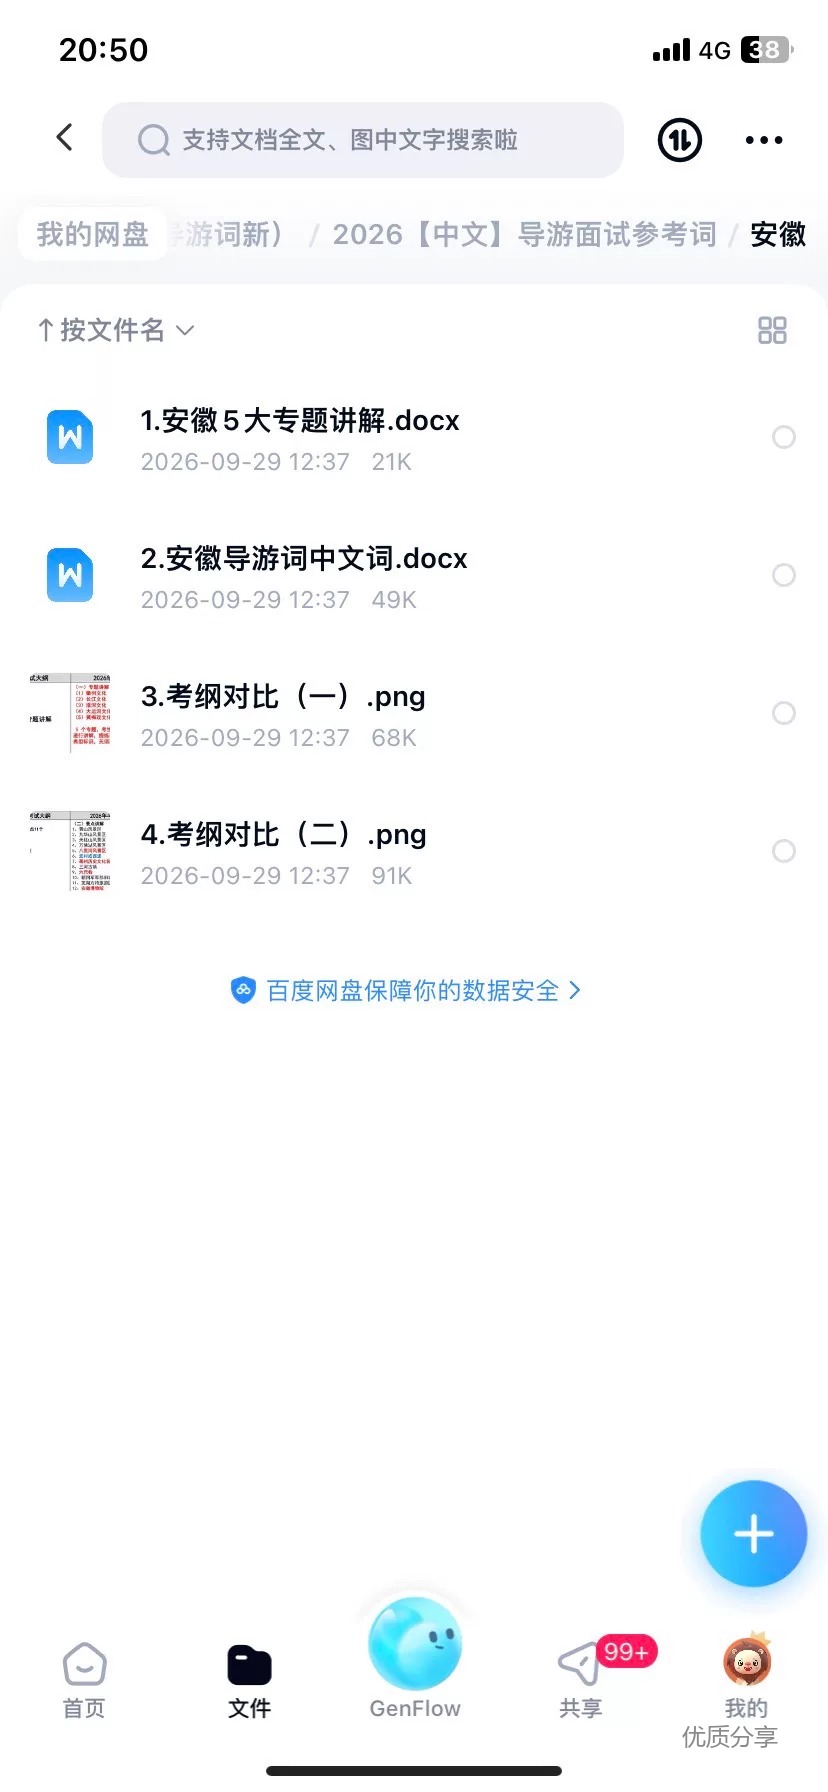 20:50
4G 38
支持文档全文、图中文字搜索啦
我的网盘 导游词新） / 2026【中文】导游面试参考词 / 安徽
按文件名
1.安徽5大专题讲解.docx
2026-09-29 12:37 21K
2.安徽导游词中文词.docx
2026-09-29 12:37 49K
3.考纲对比（一）.png
2026-09-29 12:37 68K
4.考纲对比（二）.png
2026-09-29 12:37 91K
百度网盘保障你的数据安全
99+
首页 文件 GenFlow 共享 我的
优质分享